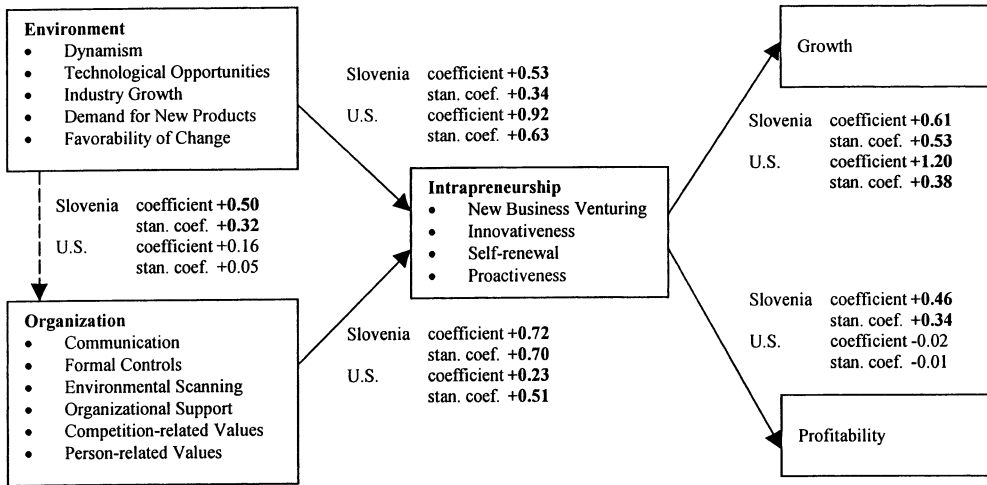 Environment
• Dynamism
• Technological Opportunities
• Industry Growth
• Demand for New Products
• Favorability of Change
Slovenia coefficient +0.53
stan. coef. +0.34
U.S. coefficient +0.92
stan. coef. +0.63
Growth
Slovenia coefficient +0.61
stan. coef. +0.53
U.S. coefficient +1.20
stan. coef. +0.38
Slovenia coefficient +0.50
stan. coef. +0.32
U.S. coefficient +0.16
stan. coef. +0.05
Intrapreneurship
• New Business Venturing
• Innovativeness
• Self-renewal
• Proactiveness
Organization
• Communication
• Formal Controls
• Environmental Scanning
• Organizational Support
• Competition-related Values
• Person-related Values
Slovenia coefficient +0.72
stan. coef. +0.70
U.S. coefficient +0.23
stan. coef. +0.51
Slovenia coefficient +0.46
stan. coef. +0.34
U.S. coefficient -0.02
stan. coef. -0.01
Profitability